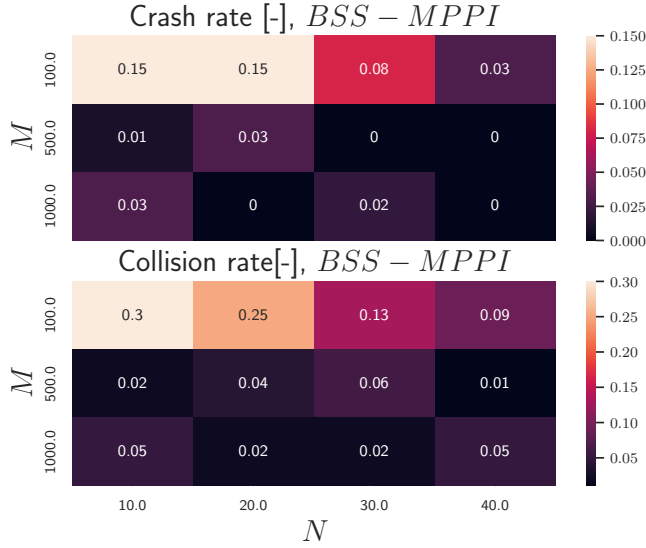 Crash rate [-], BSS − MPPI
0.150
100.0 0.15 0.15 0.08 0.03
0.125
0.100
M 500.0 0.01 0.03 0 0
0.075
0.050
1000.0 0.03 0 0.02 0
0.025
0.000
Collision rate[-], BSS − MPPI
0.30
100.0 0.3 0.25 0.13 0.09
0.25
0.20
M 500.0 0.02 0.04 0.06 0.01
0.15
0.10
1000.0 0.05 0.02 0.02 0.05
0.05
10.0 20.0 30.0 40.0
N